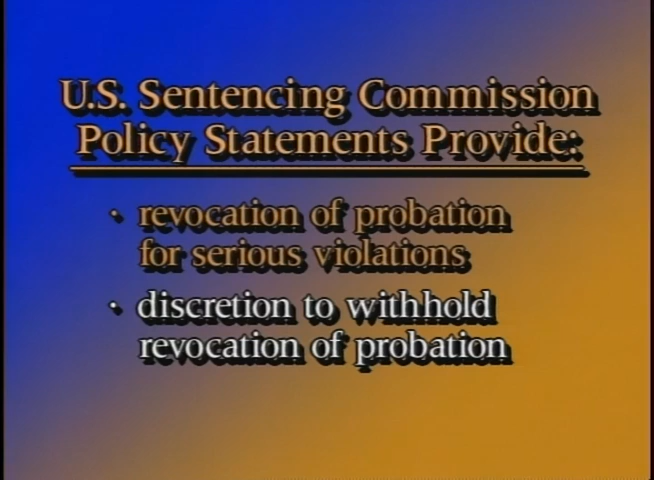 U.S. Sentencing Commission
Policy Statements Provide:
· revocation of probation
for serious violations
· discretion to withhold
revocation of probation